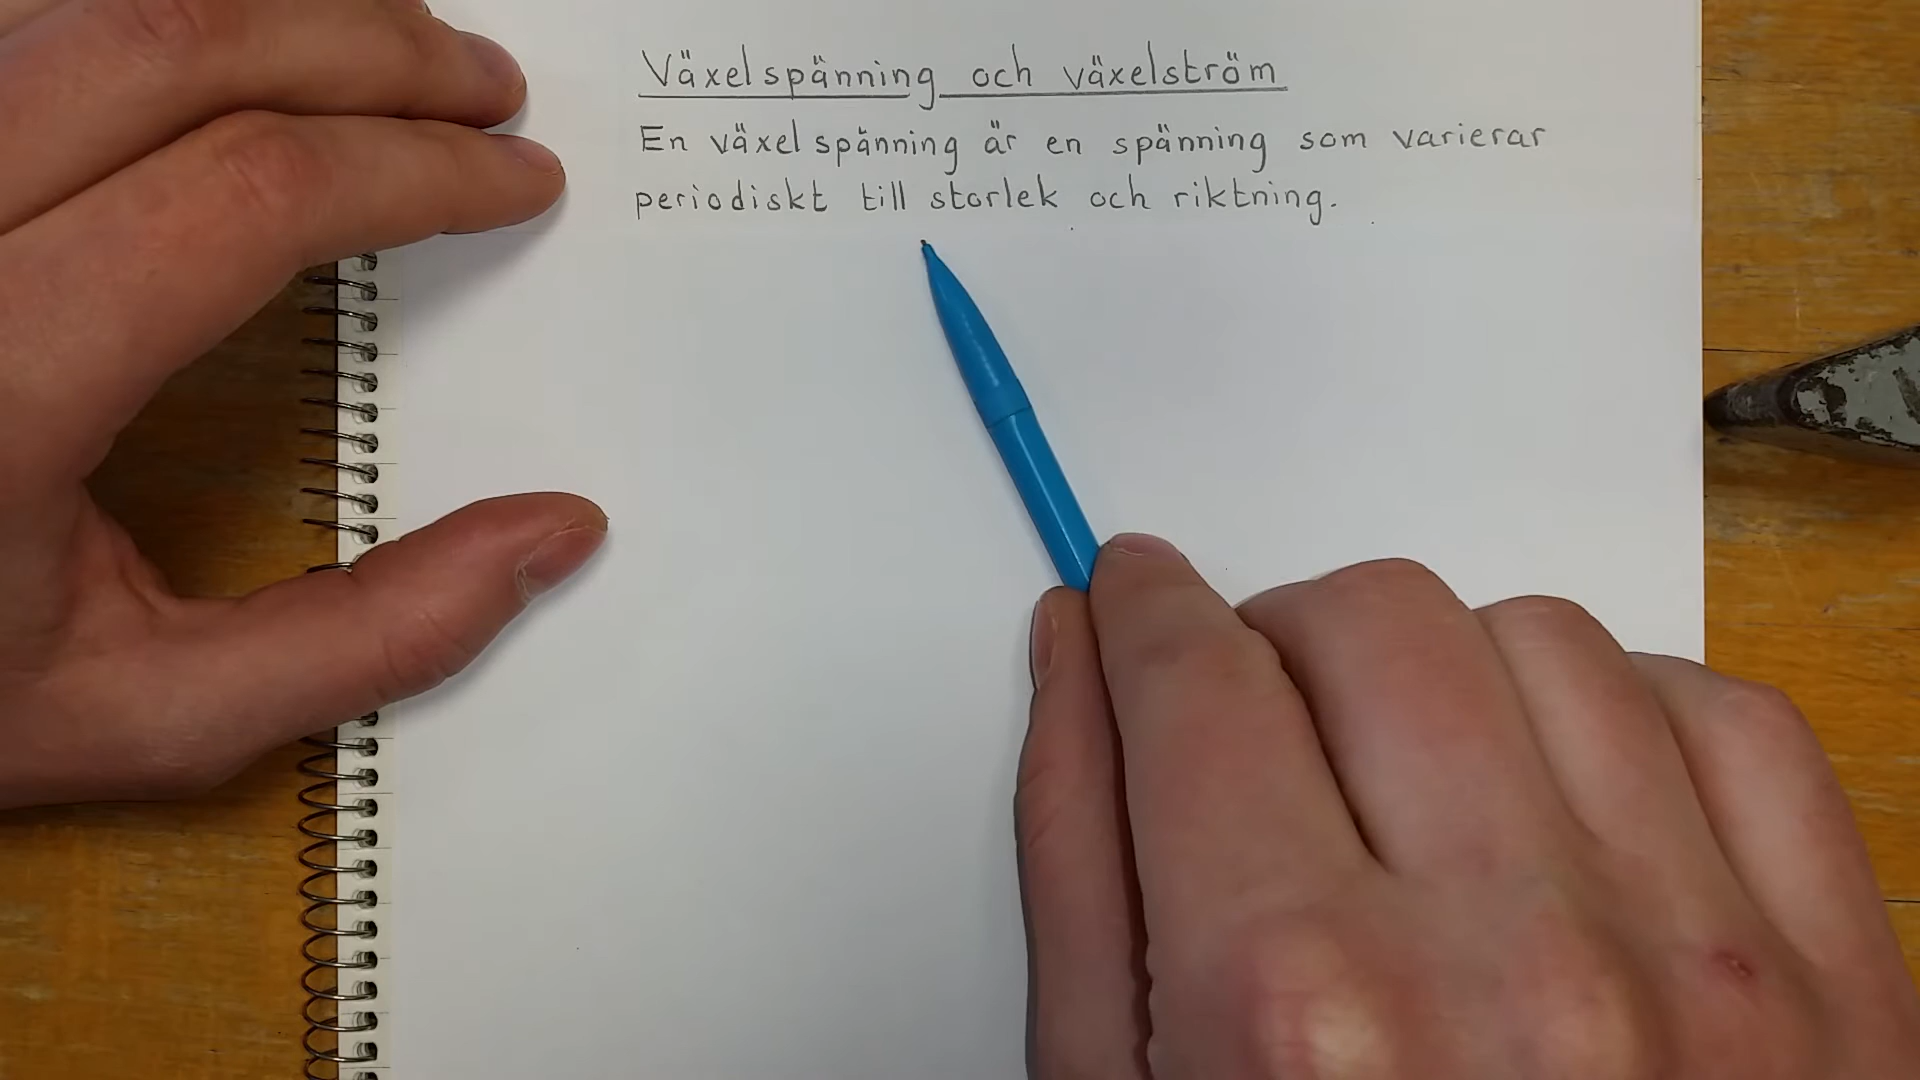 Växelspänning och växelström
En växelspänning är en spänning som varierar
periodiskt till storlek och riktning.